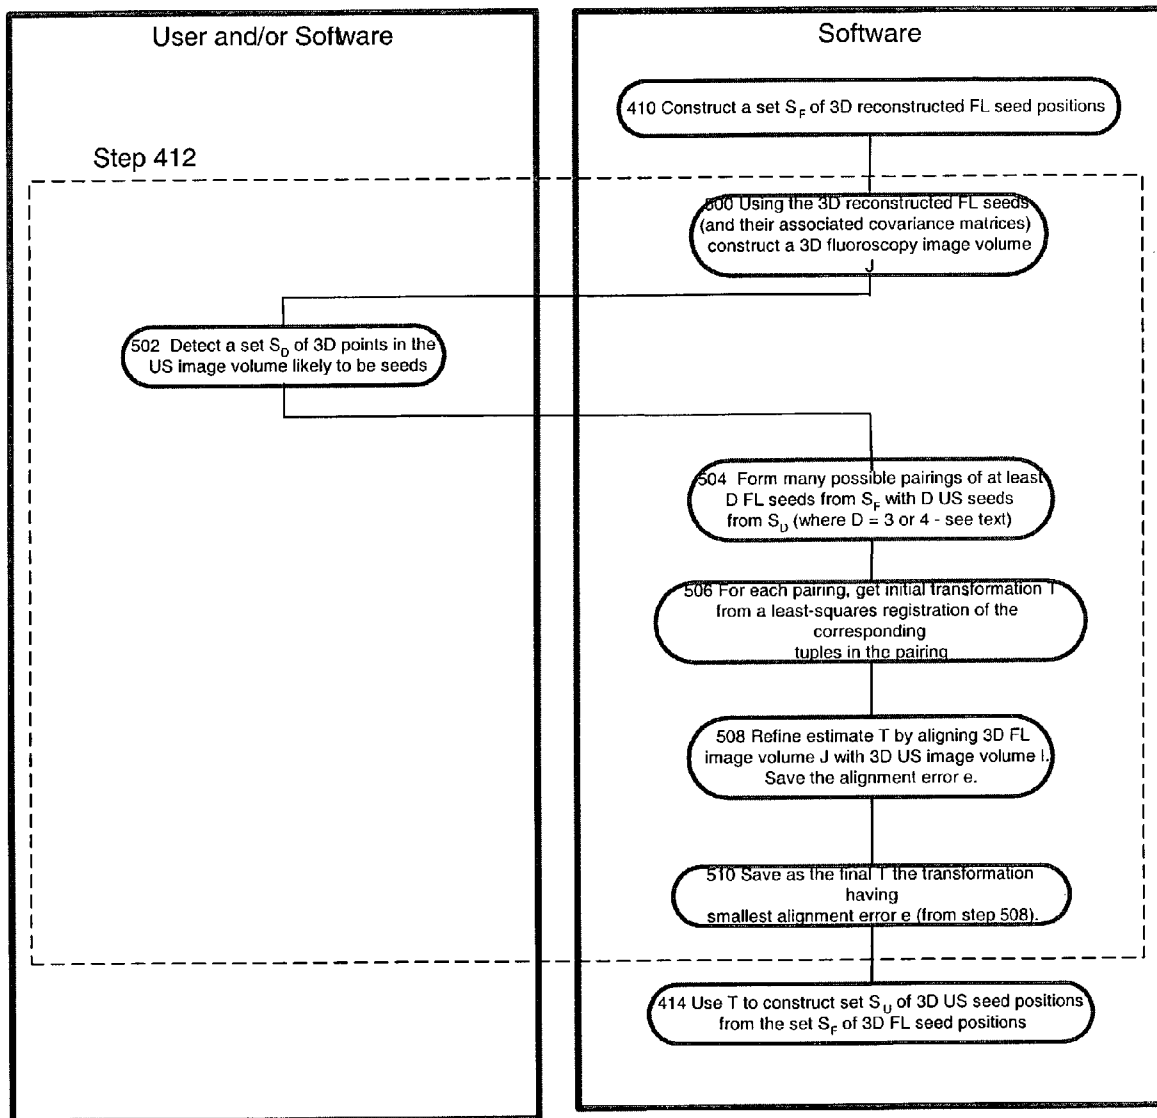 User and/or Software
Software
410 Construct a set S_F of 3D reconstructed FL seed positions
Step 412
500 Using the 3D reconstructed FL seeds
(and their associated covariance matrices)
construct a 3D fluoroscopy image volume
J
502 Detect a set S_D of 3D points in the
US image volume likely to be seeds
504 Form many possible pairings of at least
D FL seeds from S_F with D US seeds
from S_D (where D = 3 or 4 - see text)
506 For each pairing, get initial transformation T
from a least-squares registration of the
corresponding
tuples in the pairing
508 Refine estimate T by aligning 3D FL
image volume J with 3D US image volume I.
Save the alignment error e.
510 Save as the final T the transformation
having
smallest alignment error e (from step 508).
414 Use T to construct set S_U of 3D US seed positions
from the set S_F of 3D FL seed positions